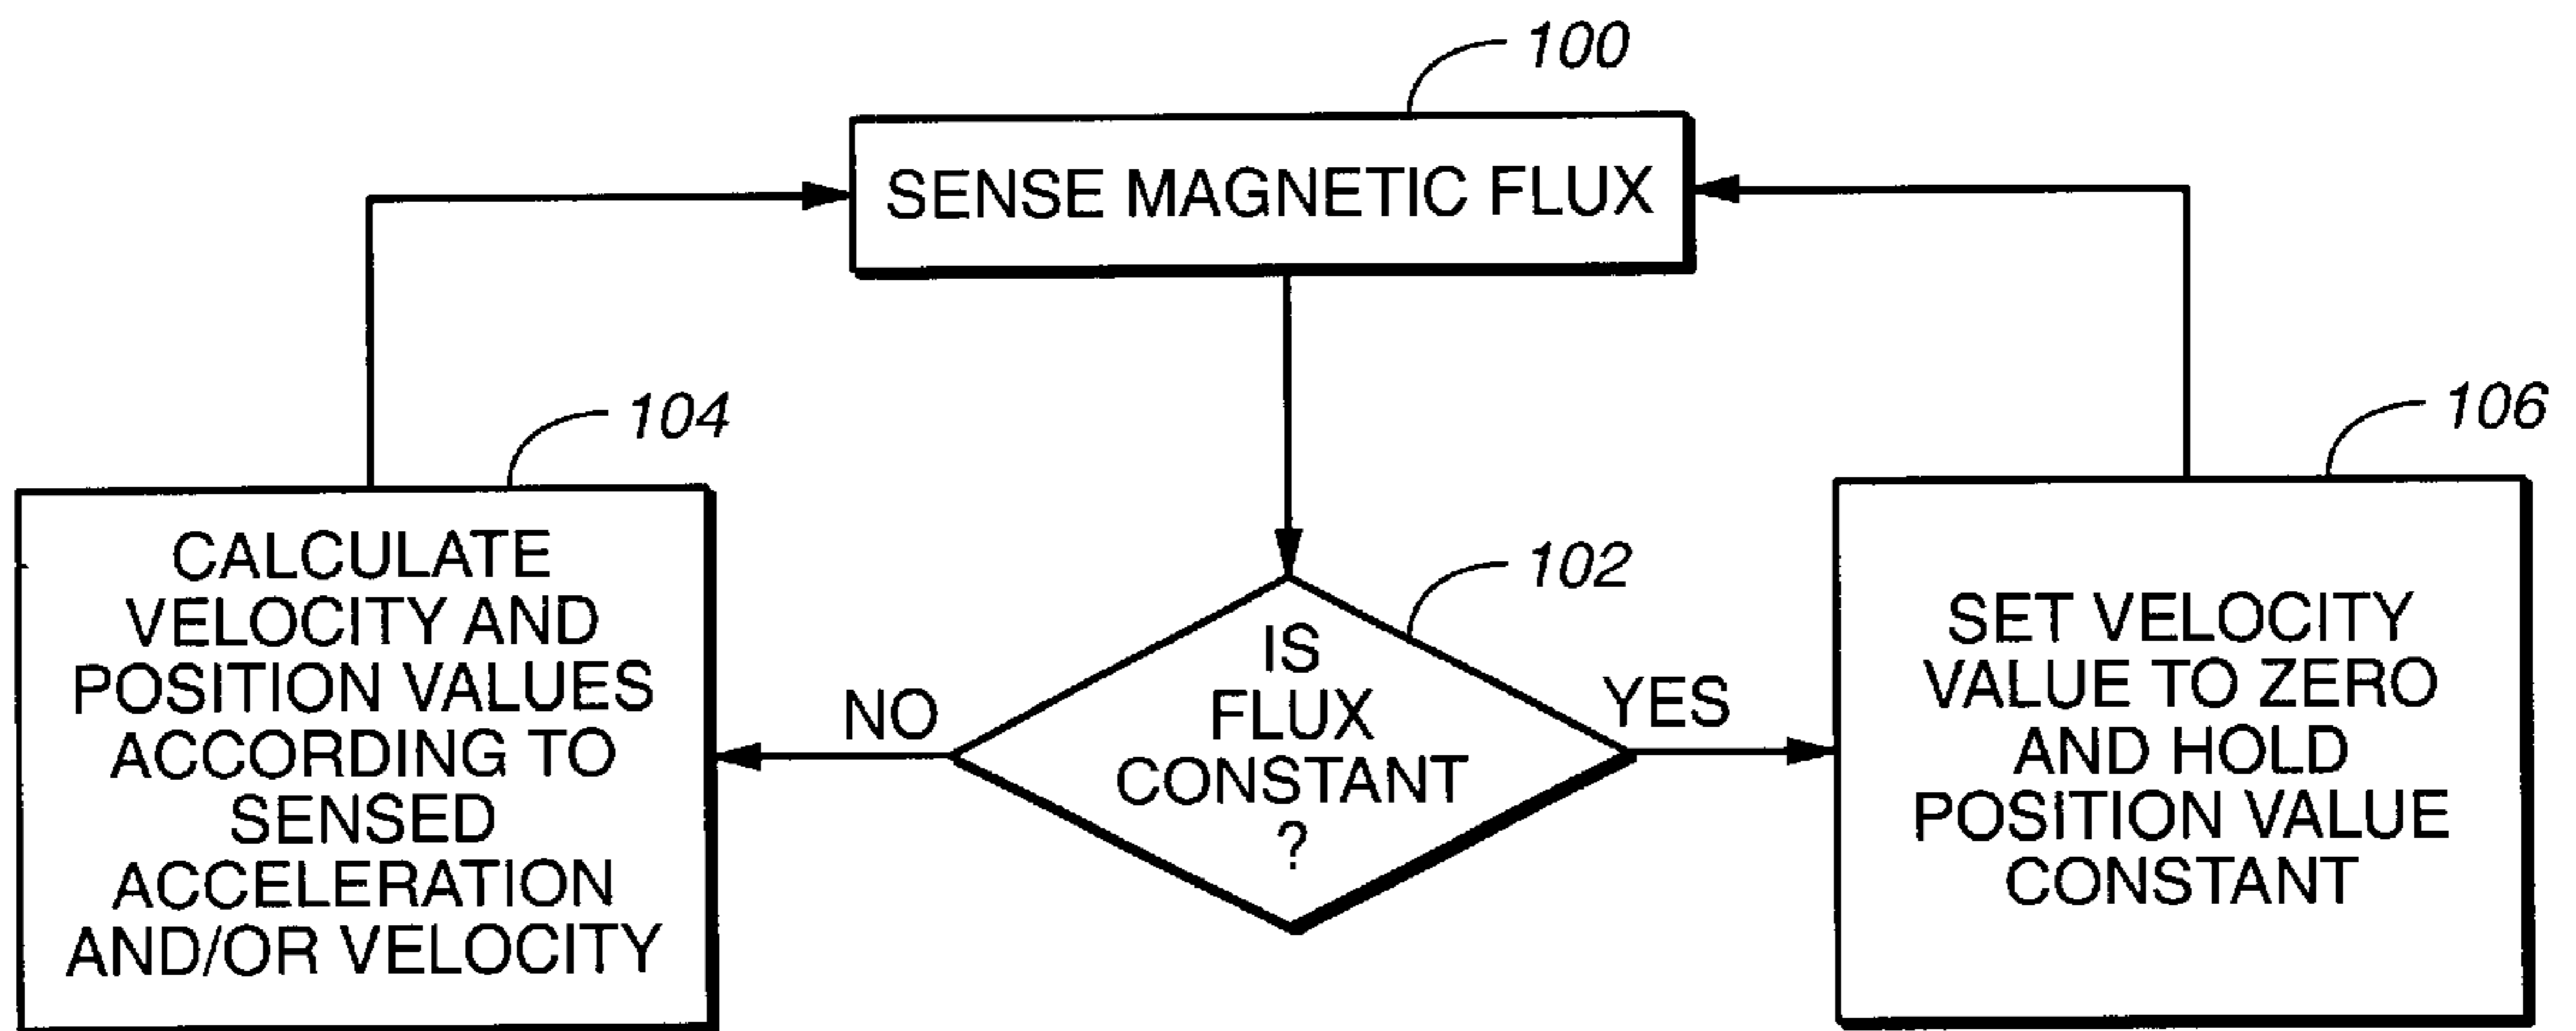 100
SENSE MAGNETIC FLUX
104
CALCULATE
VELOCITY AND
POSITION VALUES
ACCORDING TO
SENSED
ACCELERATION
AND/OR VELOCITY
NO
102
IS
FLUX
CONSTANT
?
YES
106
SET VELOCITY
VALUE TO ZERO
AND HOLD
POSITION VALUE
CONSTANT